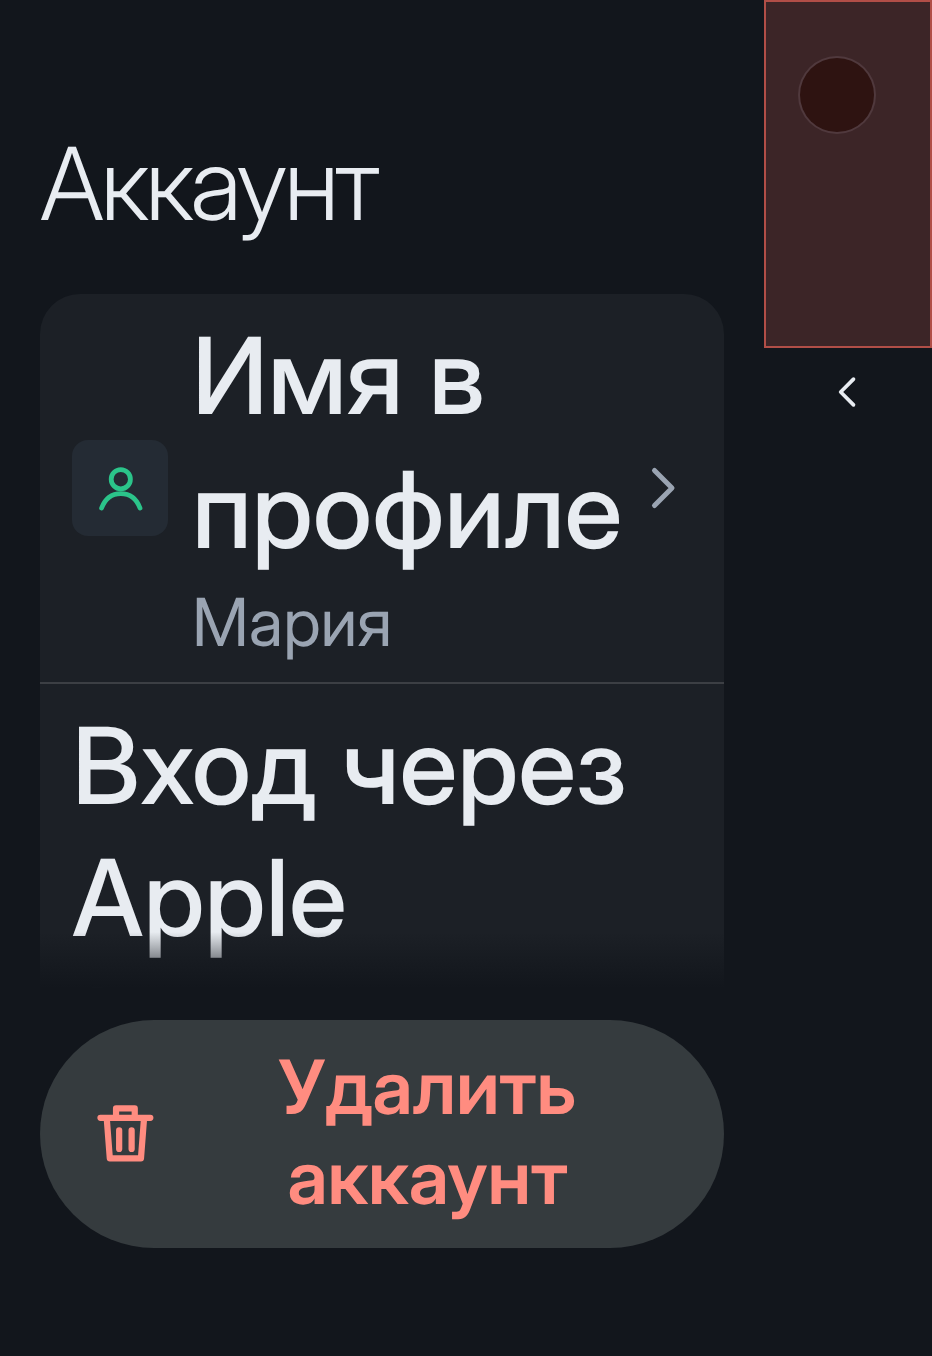 Аккаунт
Имя в
профиле
Мария
Вход через
Apple
Удалить
аккаунт